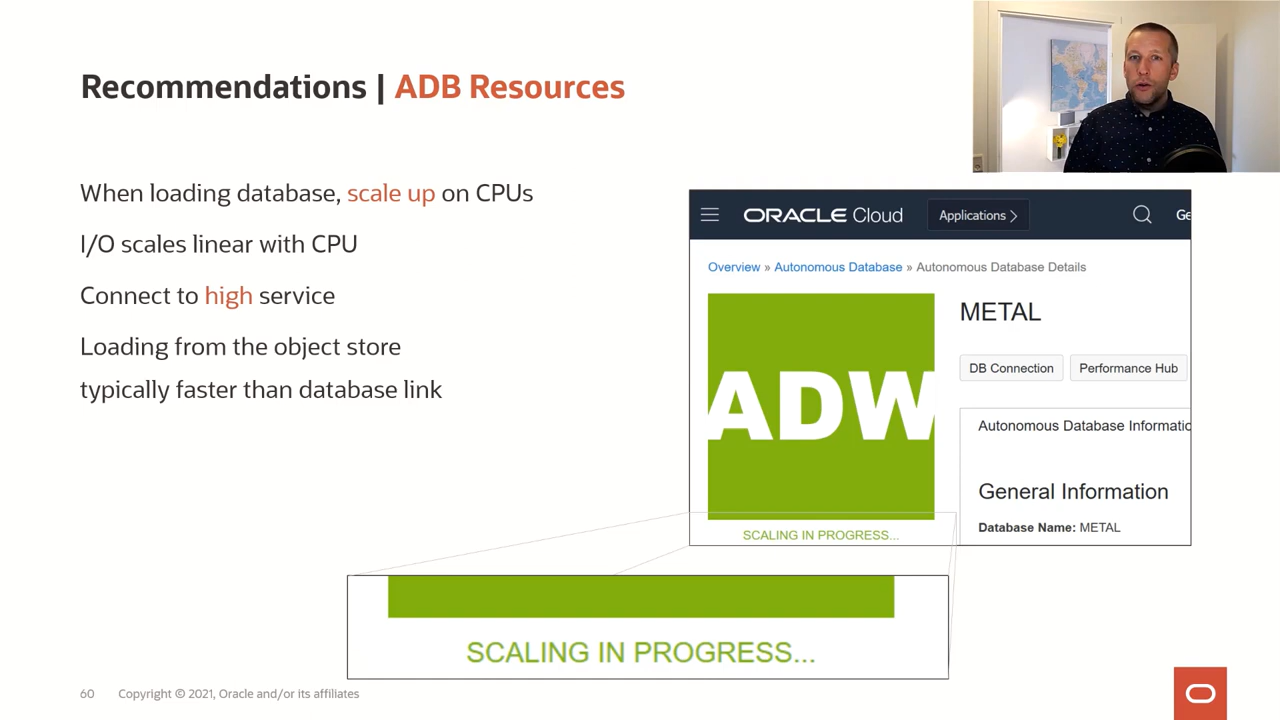 Recommendations | ADB Resources
When loading database, scale up on CPUs
I/O scales linear with CPU
Connect to high service
Loading from the object store
typically faster than database link
ORACLE Cloud
Applications
Ge
Overview » Autonomous Database » Autonomous Database Details
ADW
SCALING IN PROGRESS...
METAL
DB Connection
Performance Hub
Autonomous Database Informatio
General Information
Database Name: METAL
SCALING IN PROGRESS...
60
Copyright © 2021, Oracle and/or its affiliates